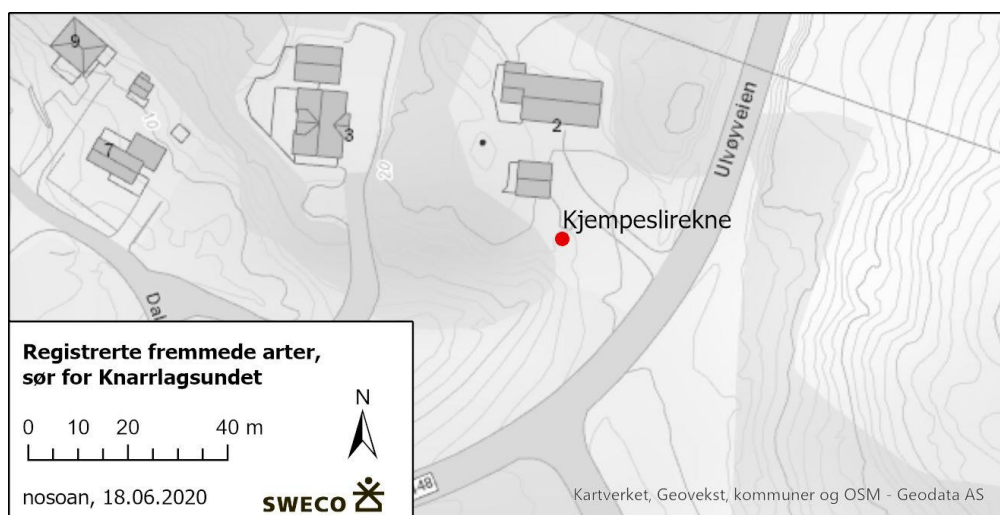 9
10
7
3
20
2
Ulvøyveien
Kjempeslirekne
Registrerte fremmede arter,
sør for Knarrlagsundet
0 10 20 40 m
N
nosoan, 18.06.2020
SWECO
Kartverket, Geovekst, kommuner og OSM - Geodata AS